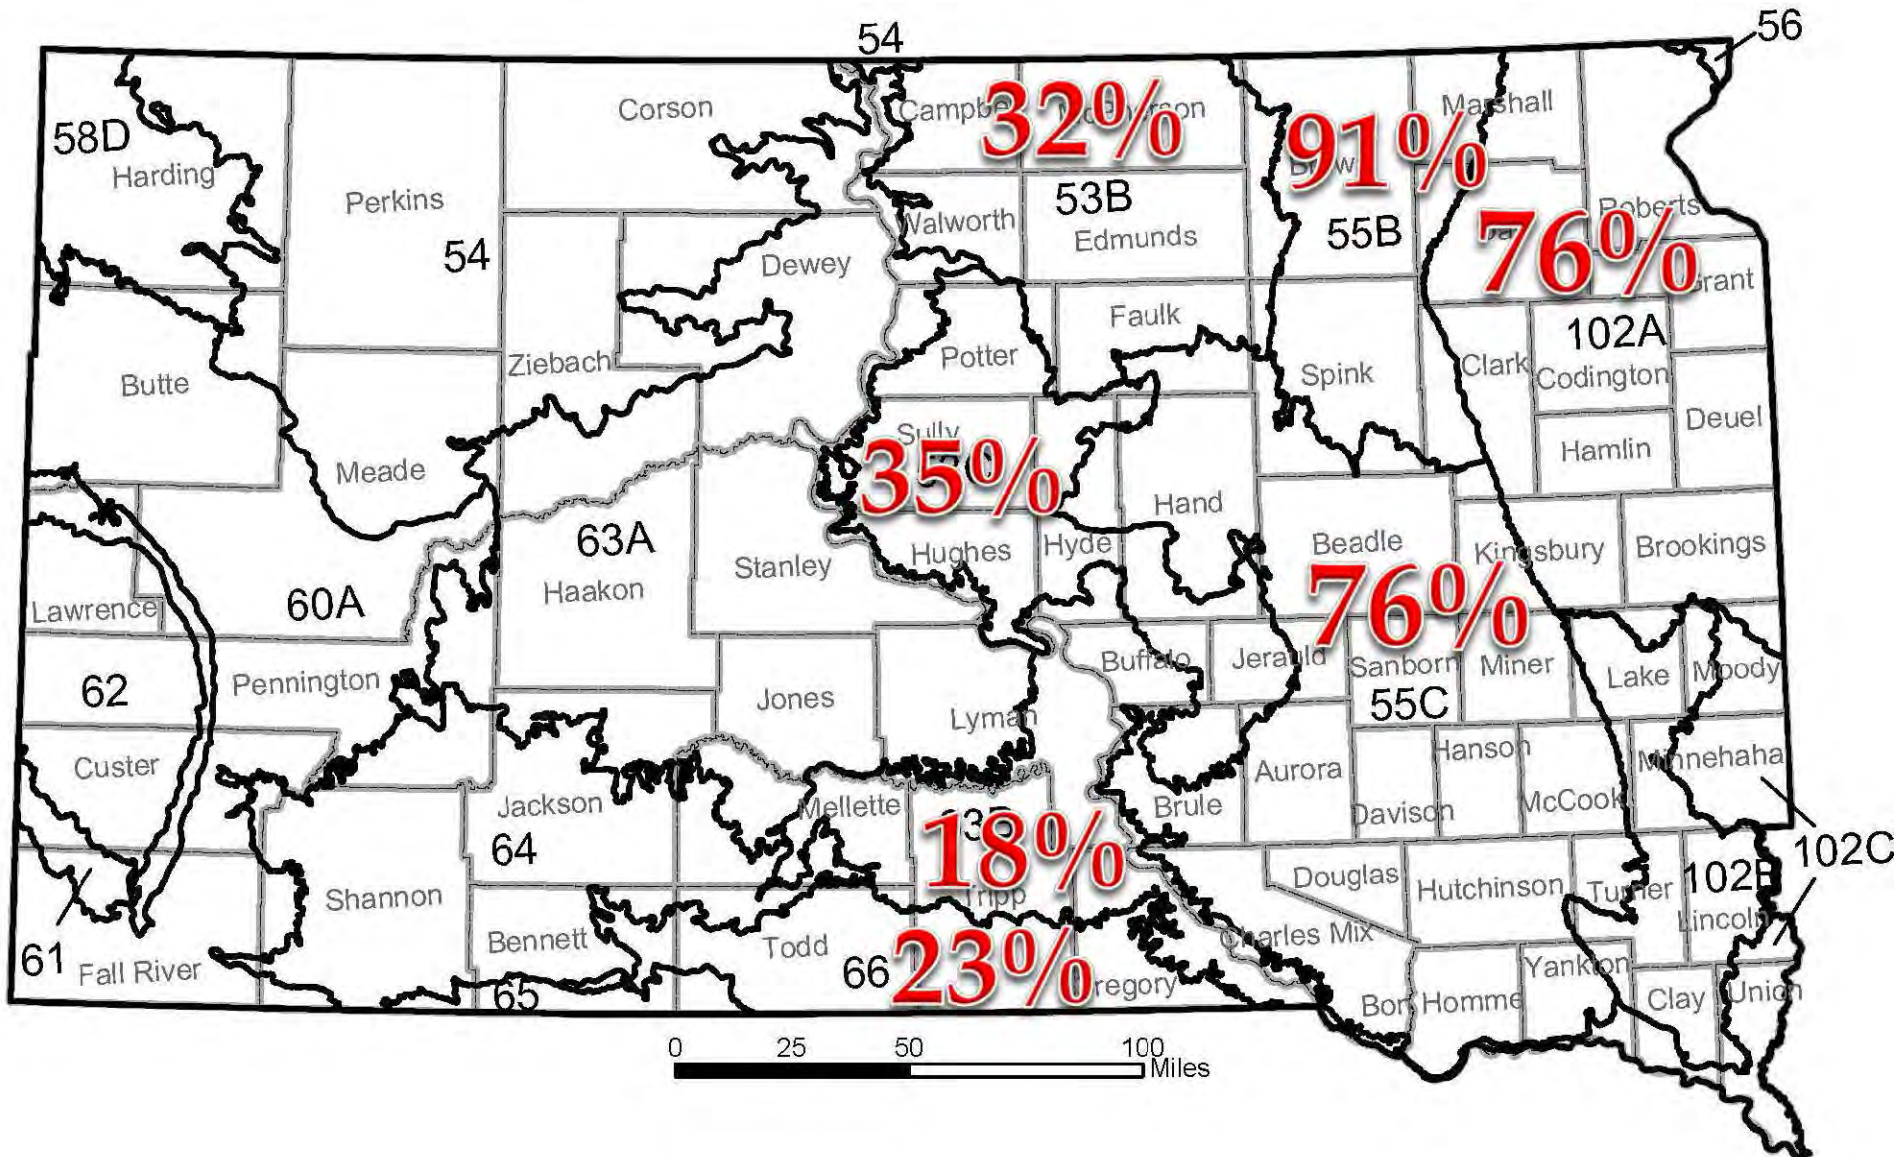 54
56
Corson
Marshall
32%
58D
91%
Harding
Perkins
53B
Roberts
Walworth
55B
76%
Edmunds
54
Dewey
Grant
Faulk
102A
Potter
Ziebach
Clark
Codington
Spink
Butte
Deuel
Sully
Hamlin
Meade
35%
Hand
63A
Beadle
Kingsbury
Brookings
Hughes
Hyde
Stanley
Haakon
60A
Lawrence
76%
Buffalo
Jerauld
Sanborn
Miner
Lake
Moody
62
Pennington
Jones
55C
Lyman
Hanson
Minnehaha
Custer
Aurora
Jackson
Mellette
Brule
McCook
Davison
64
18%
102C
Douglas
Hutchinson
Turner
102B
Shannon
Tripp
Lincoln
Bennett
Todd
Charles Mix
61
Fall River
66
23%
Yankton
65
Bon Homme
Clay
Union
0 25 50 100
Miles